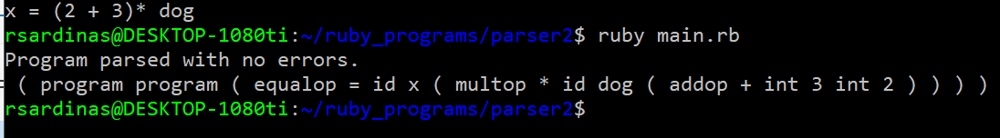 x = (2 + 3)* dog
rsardinas@DESKTOP-1080ti:~/ruby_programs/parser2$ ruby main.rb
Program parsed with no errors.
( program program ( equalop = id x ( multop * id dog ( addop + int 3 int 2 ) ) ) )
rsardinas@DESKTOP-1080ti:~/ruby_programs/parser2$